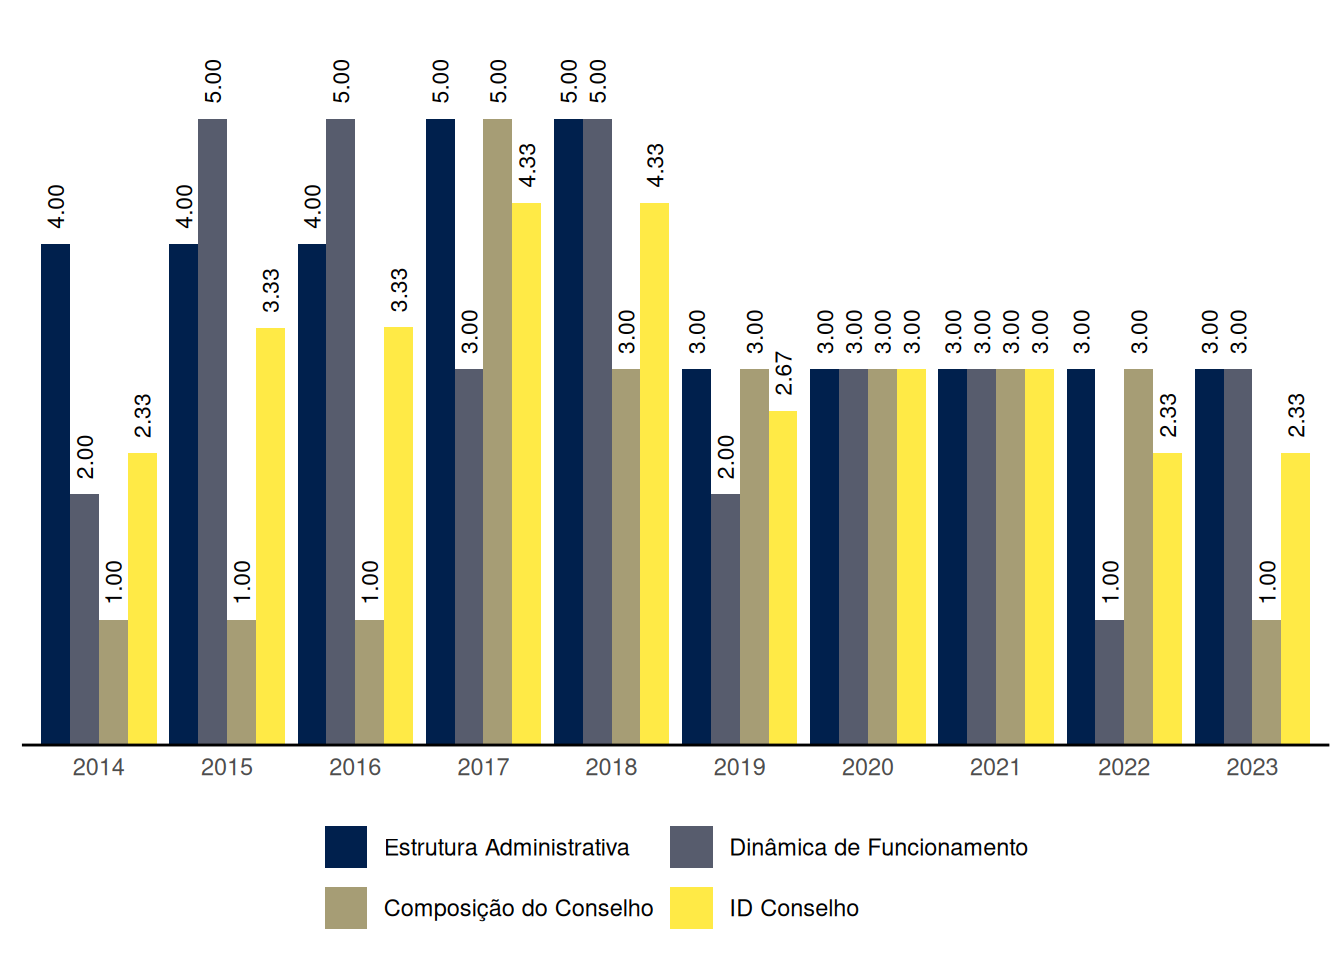 4.00 2.00 1.00 2.33
4.00 5.00 1.00 3.33
4.00 5.00 1.00 3.33
5.00 3.00 5.00 4.33
5.00 5.00 3.00 4.33
3.00 2.00 3.00 2.67
3.00 3.00 3.00 3.00
3.00 3.00 3.00 3.00
3.00 1.00 3.00 2.33
3.00 3.00 1.00 2.33
2014 2015 2016 2017 2018 2019 2020 2021 2022 2023
Estrutura Administrativa Dinâmica de Funcionamento
Composição do Conselho ID Conselho